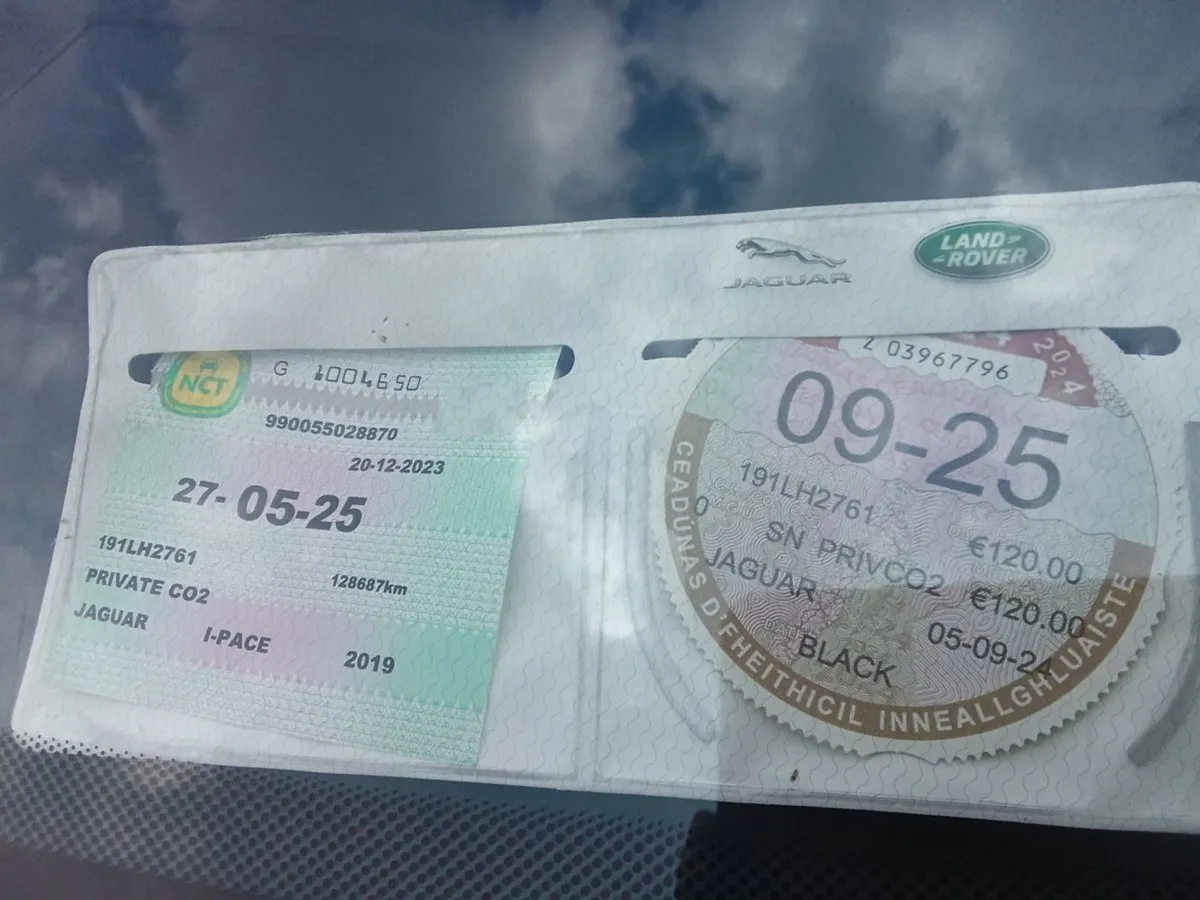 JAGUAR
LAND-
-ROVER
NCT
G 1004650
990055028870
20-12-2023
27-05-25
191LH2761
PRIVATE CO2
128687km
JAGUAR
I-PACE
2019
2024
Z 03967796
09-25
191LH2761
0
SN PRIVCO2
€120.00
JAGUAR
€120.00
BLACK
05-09-24
CEADÚNAS D'FHEITHICIL INNEALLGHLUAISTE